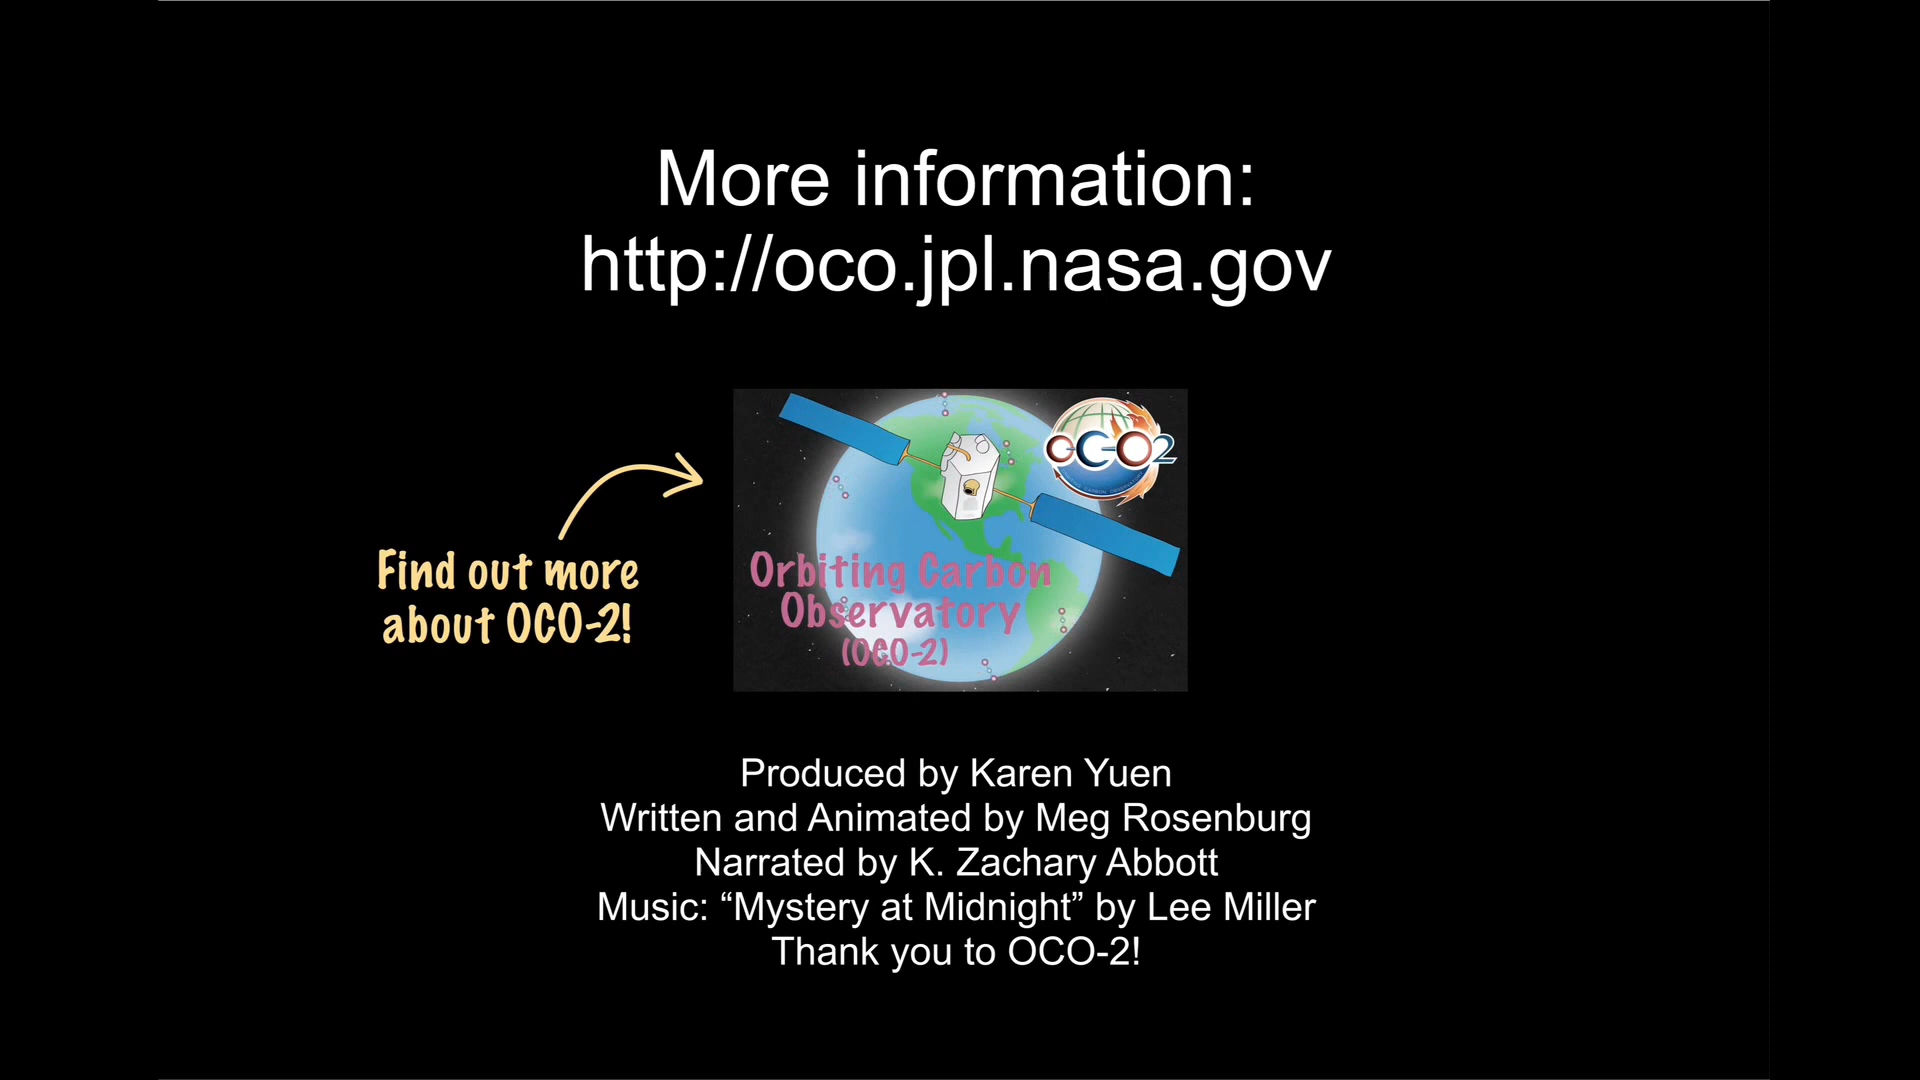 More information:
http://oco.jpl.nasa.gov
OCO2
Find out more
about OCO-2!
Orbiting Carbon
Observatory
(OCO-2)
Produced by Karen Yuen
Written and Animated by Meg Rosenburg
Narrated by K. Zachary Abbott
Music: “Mystery at Midnight” by Lee Miller
Thank you to OCO-2!